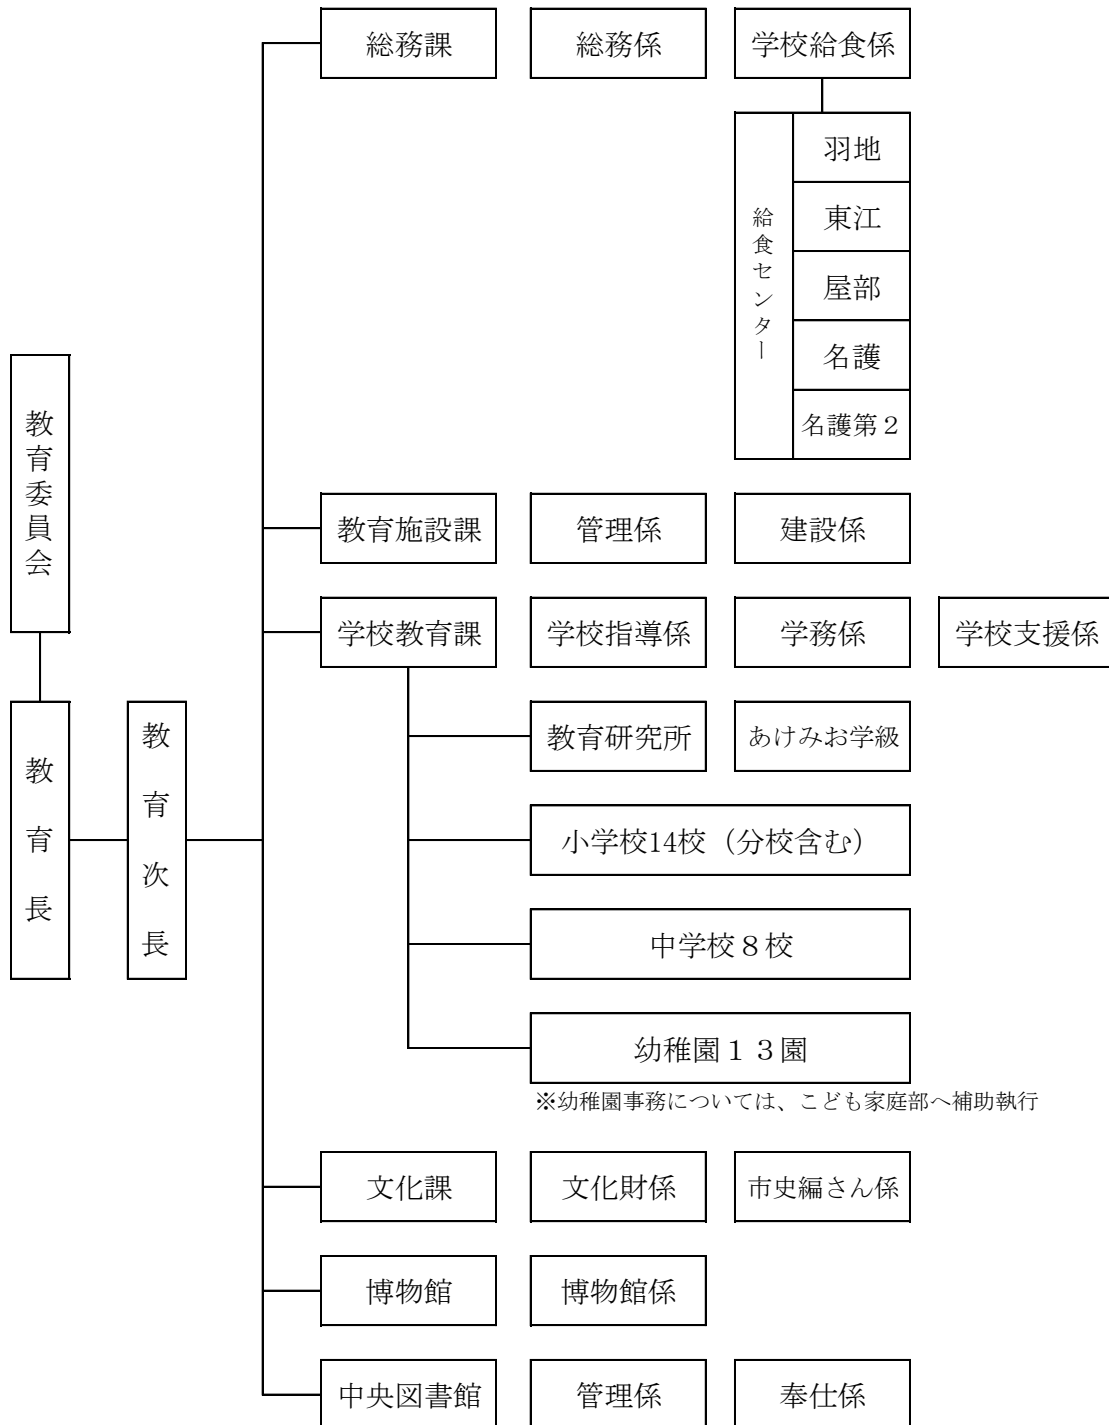 総務課
総務係
学校給食係
給食センター
羽地
東江
屋部
名護
名護第２
教育委員会
教育長
教育次長
教育施設課
管理係
建設係
学校教育課
学校指導係
学務係
学校支援係
教育研究所
あけみお学級
小学校14校（分校含む）
中学校８校
幼稚園１３園
※幼稚園事務については、こども家庭部へ補助執行
文化課
文化財係
市史編さん係
博物館
博物館係
中央図書館
管理係
奉仕係